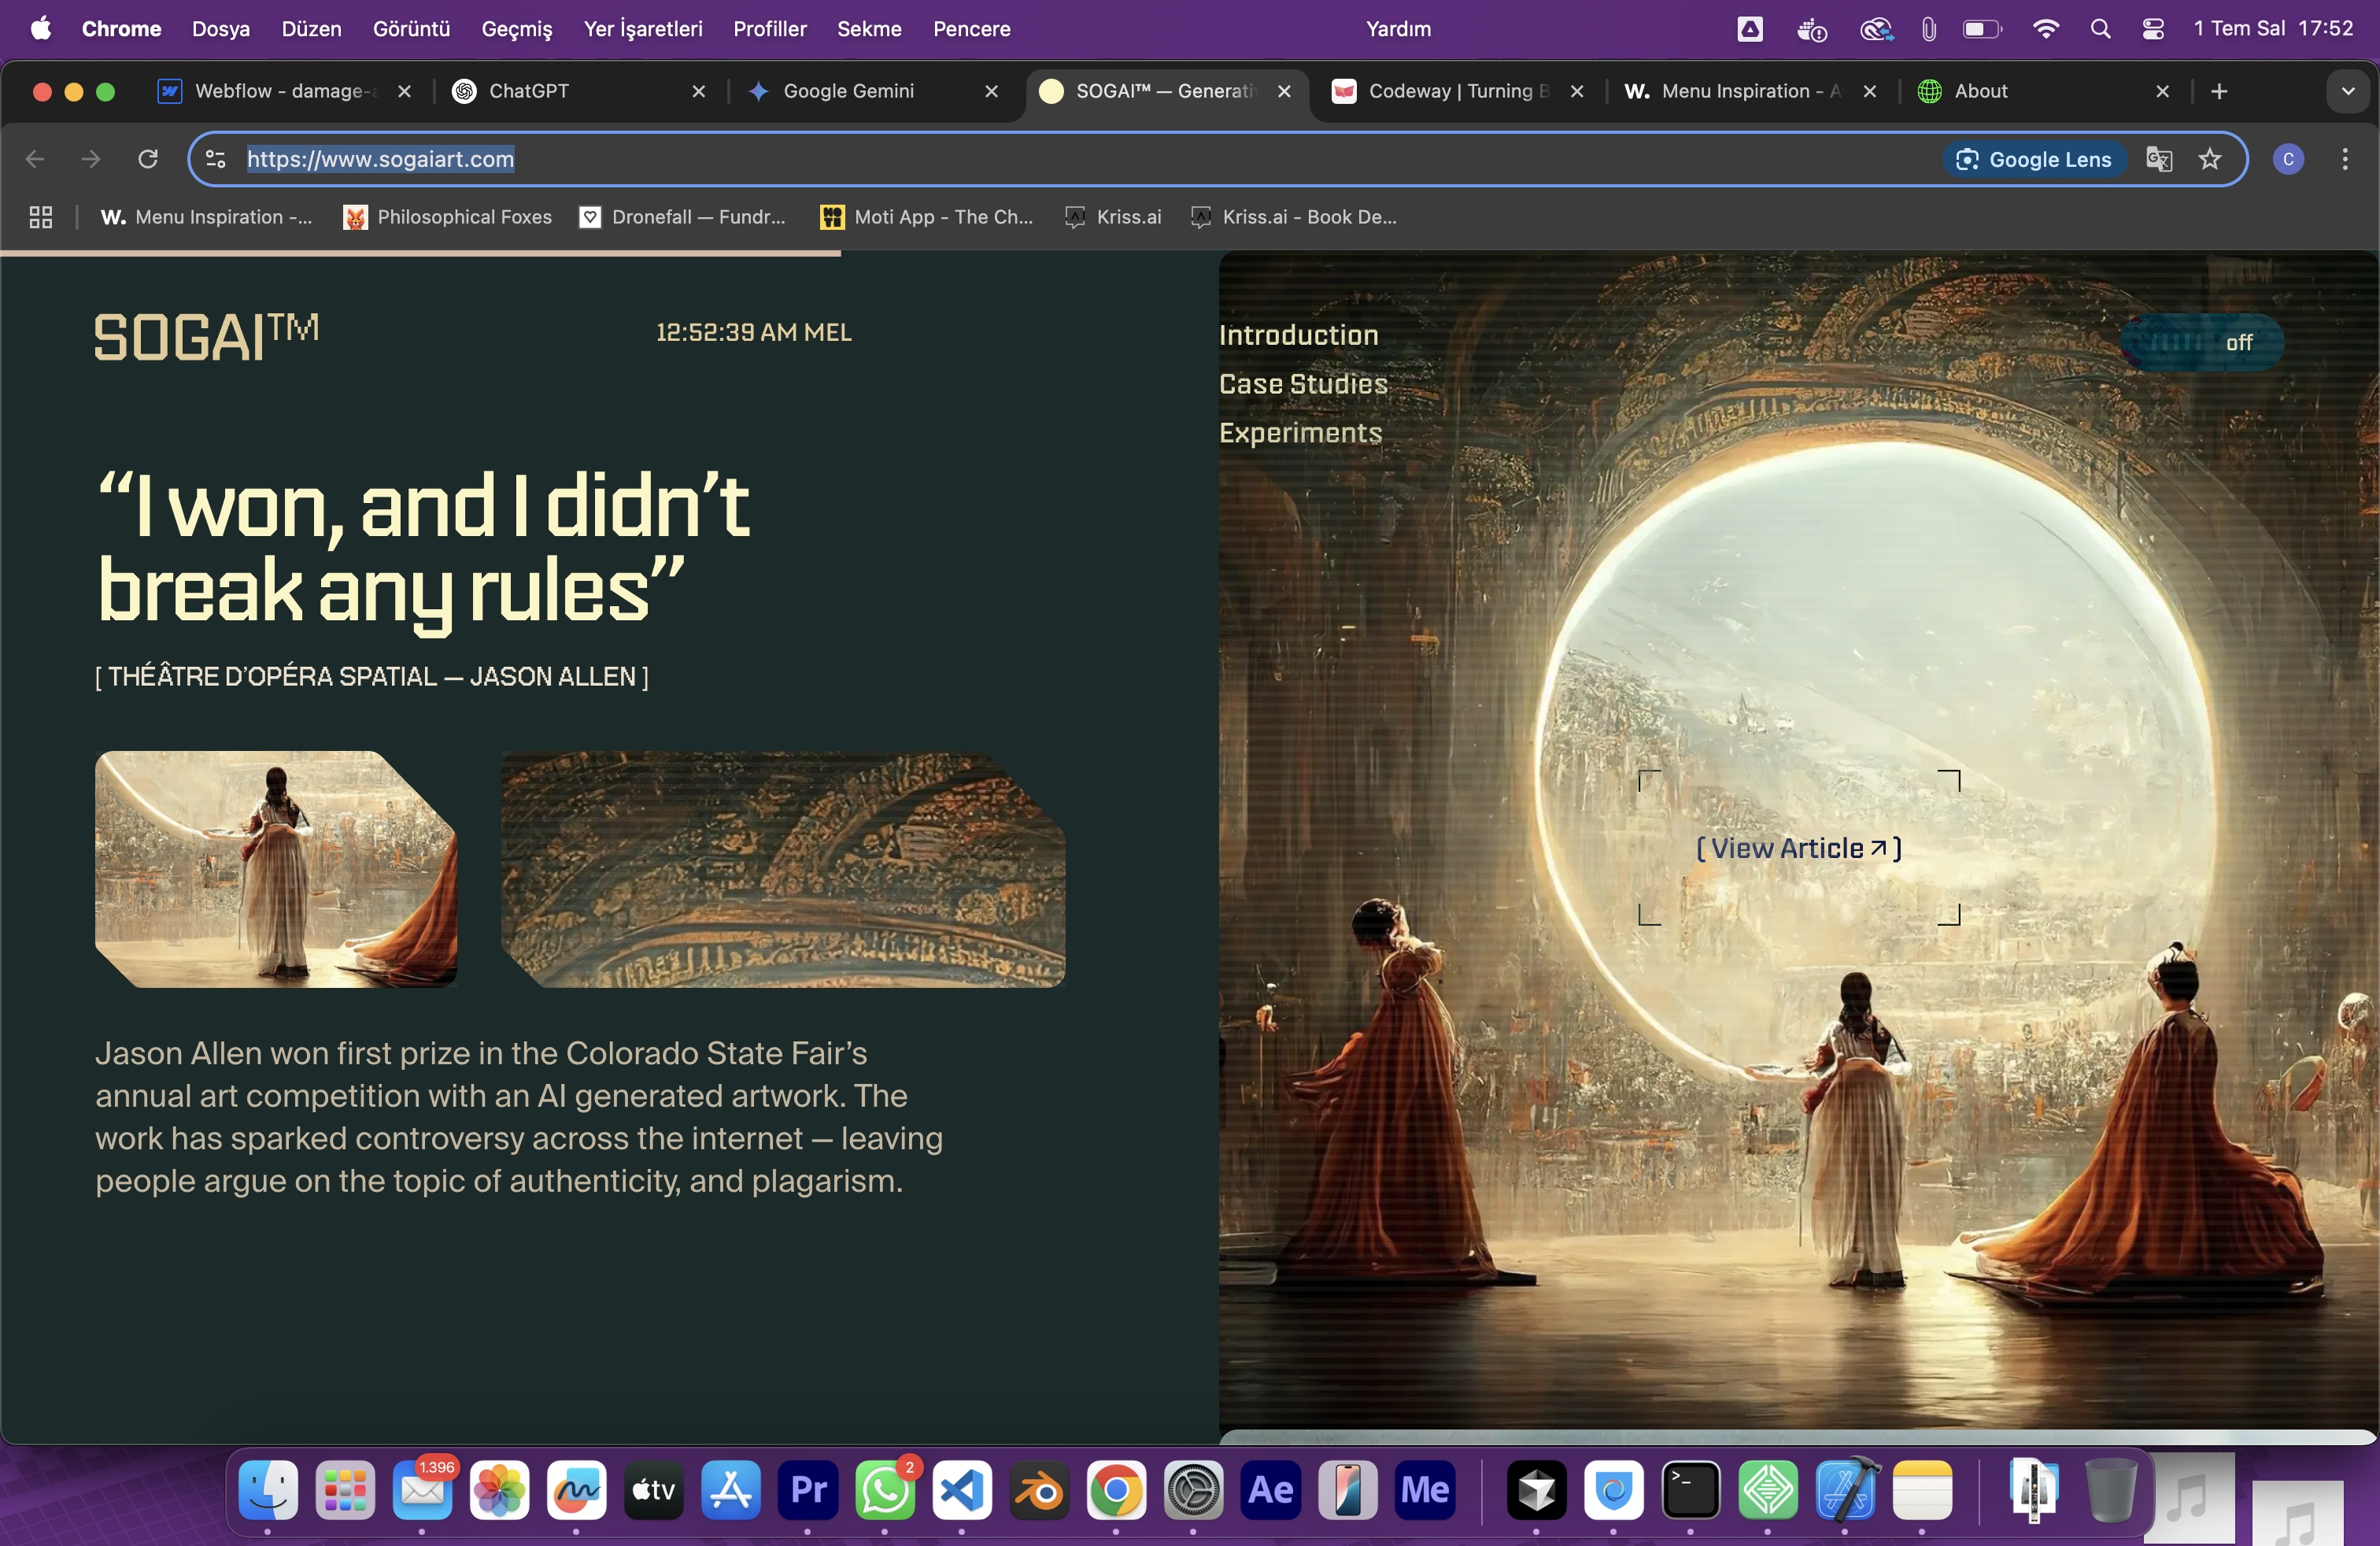 Chrome Dosya Düzen Görüntü Geçmiş Yer İşaretleri Profiller Sekme Pencere Yardım 1 Tem Sal 17:52
Webflow - damage-a ChatGPT Google Gemini SOGAI™ — Generati Codeway | Turning B W. Menu Inspiration - A About
https://www.sogaiart.com Google Lens C
W. Menu Inspiration -... Philosophical Foxes Dronefall — Fundr... Moti App - The Ch... Kriss.ai Kriss.ai - Book De...
SOGAI™ 12:52:39 AM MEL
Introduction off
Case Studies
Experiments
“I won, and I didn’t
break any rules”
[ THÉÂTRE D’OPÉRA SPATIAL — JASON ALLEN ]
[ View Article ↗ ]
Jason Allen won first prize in the Colorado State Fair’s
annual art competition with an AI generated artwork. The
work has sparked controversy across the internet — leaving
people argue on the topic of authenticity, and plagarism.
1.396 tv Pr 2 Ae Me >_